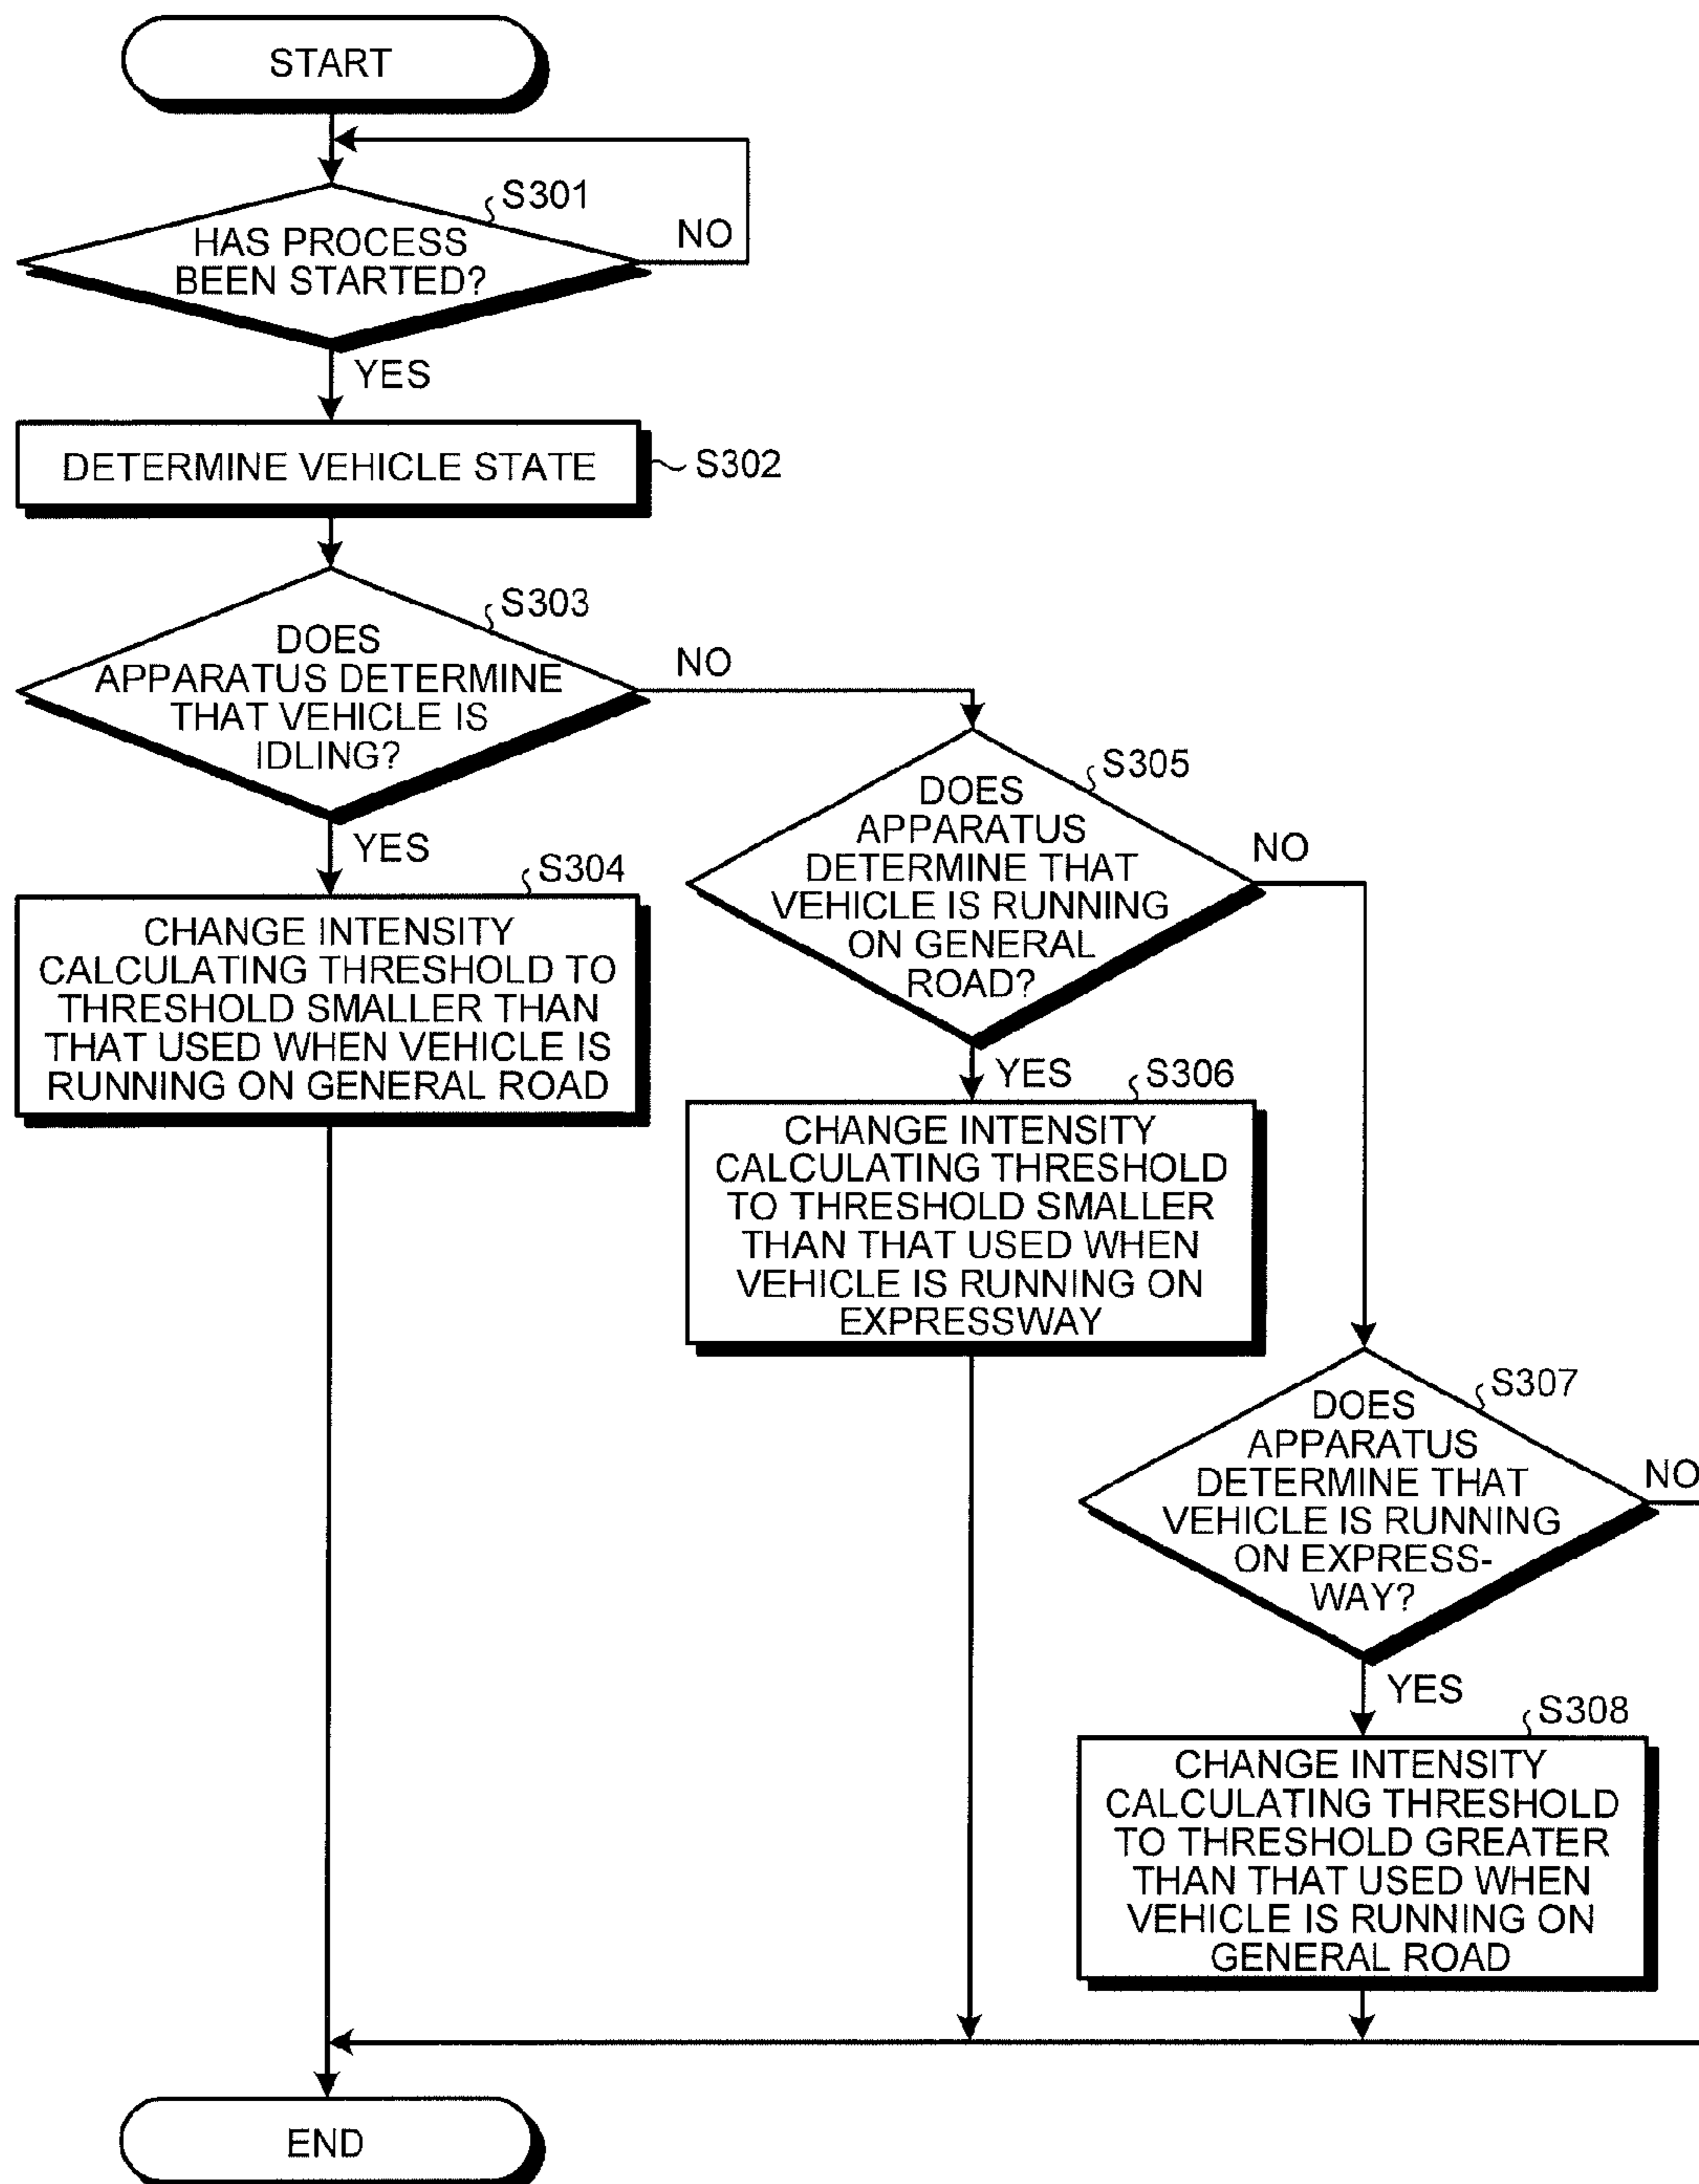 START
S301
HAS PROCESS
BEEN STARTED?
NO
YES
DETERMINE VEHICLE STATE
S302
S303
DOES
APPARATUS DETERMINE
THAT VEHICLE IS
IDLING?
NO
YES
S304
CHANGE INTENSITY
CALCULATING THRESHOLD TO
THRESHOLD SMALLER THAN
THAT USED WHEN VEHICLE IS
RUNNING ON GENERAL ROAD
S305
DOES
APPARATUS
DETERMINE THAT
VEHICLE IS RUNNING
ON GENERAL
ROAD?
NO
YES
S306
CHANGE INTENSITY
CALCULATING THRESHOLD
TO THRESHOLD SMALLER
THAN THAT USED WHEN
VEHICLE IS RUNNING ON
EXPRESSWAY
S307
DOES
APPARATUS
DETERMINE THAT
VEHICLE IS RUNNING
ON EXPRESS-
WAY?
NO
YES
S308
CHANGE INTENSITY
CALCULATING THRESHOLD
TO THRESHOLD GREATER
THAN THAT USED WHEN
VEHICLE IS RUNNING ON
GENERAL ROAD
END